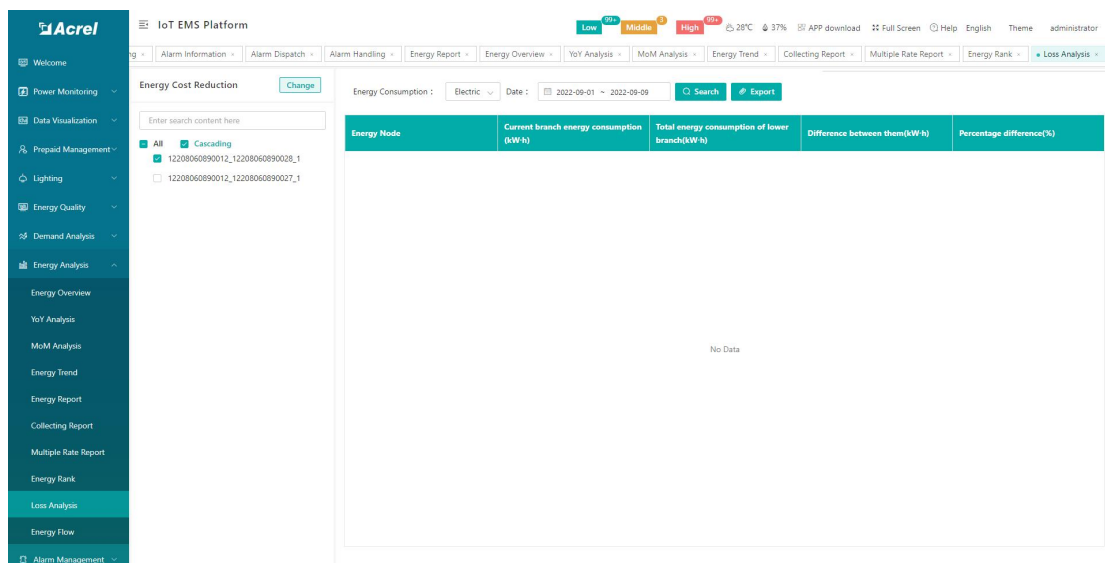 Acrel
IoT EMS Platform
Low 99+ Middle 3 High 99+ 28℃ 37% APP download Full Screen Help English Theme administrator
ng × Alarm Information × Alarm Dispatch × Alarm Handling × Energy Report × Energy Overview × YoY Analysis × MoM Analysis × Energy Trend × Collecting Report × Multiple Rate Report × Energy Rank × Loss Analysis ×
Welcome
Power Monitoring
Data Visualization
Prepaid Management
Lighting
Energy Quality
Demand Analysis
Energy Analysis
Energy Overview
YoY Analysis
MoM Analysis
Energy Trend
Energy Report
Collecting Report
Multiple Rate Report
Energy Rank
Loss Analysis
Energy Flow
Alarm Management
Energy Cost Reduction Change
Enter search content here
All Cascading
12208060890012_12208060890028_1
12208060890012_12208060890027_1
Energy Consumption : Electric Date : 2022-09-01 ~ 2022-09-09 Search Export
Energy Node
Current branch energy consumption
(kW·h)
Total energy consumption of lower
branch(kW·h)
Difference between them(kW·h)
Percentage difference(%)
No Data